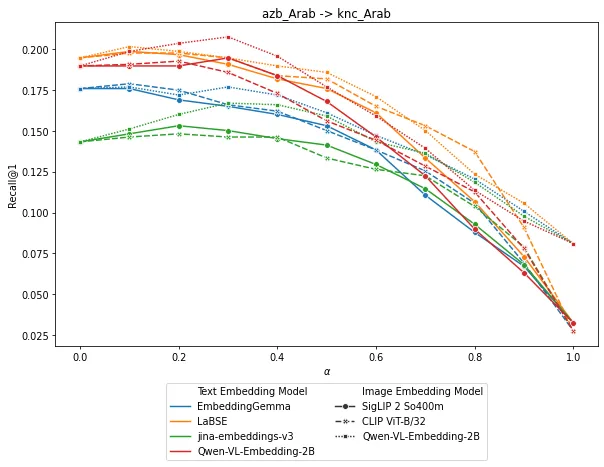 azb_Arab -> knc_Arab
Recall@1
0.200
0.175
0.150
0.125
0.100
0.075
0.050
0.025
0.0 0.2 0.4 0.6 0.8 1.0
α
Text Embedding Model
EmbeddingGemma
LaBSE
jina-embeddings-v3
Qwen-VL-Embedding-2B
Image Embedding Model
SigLIP 2 So400m
CLIP ViT-B/32
Qwen-VL-Embedding-2B